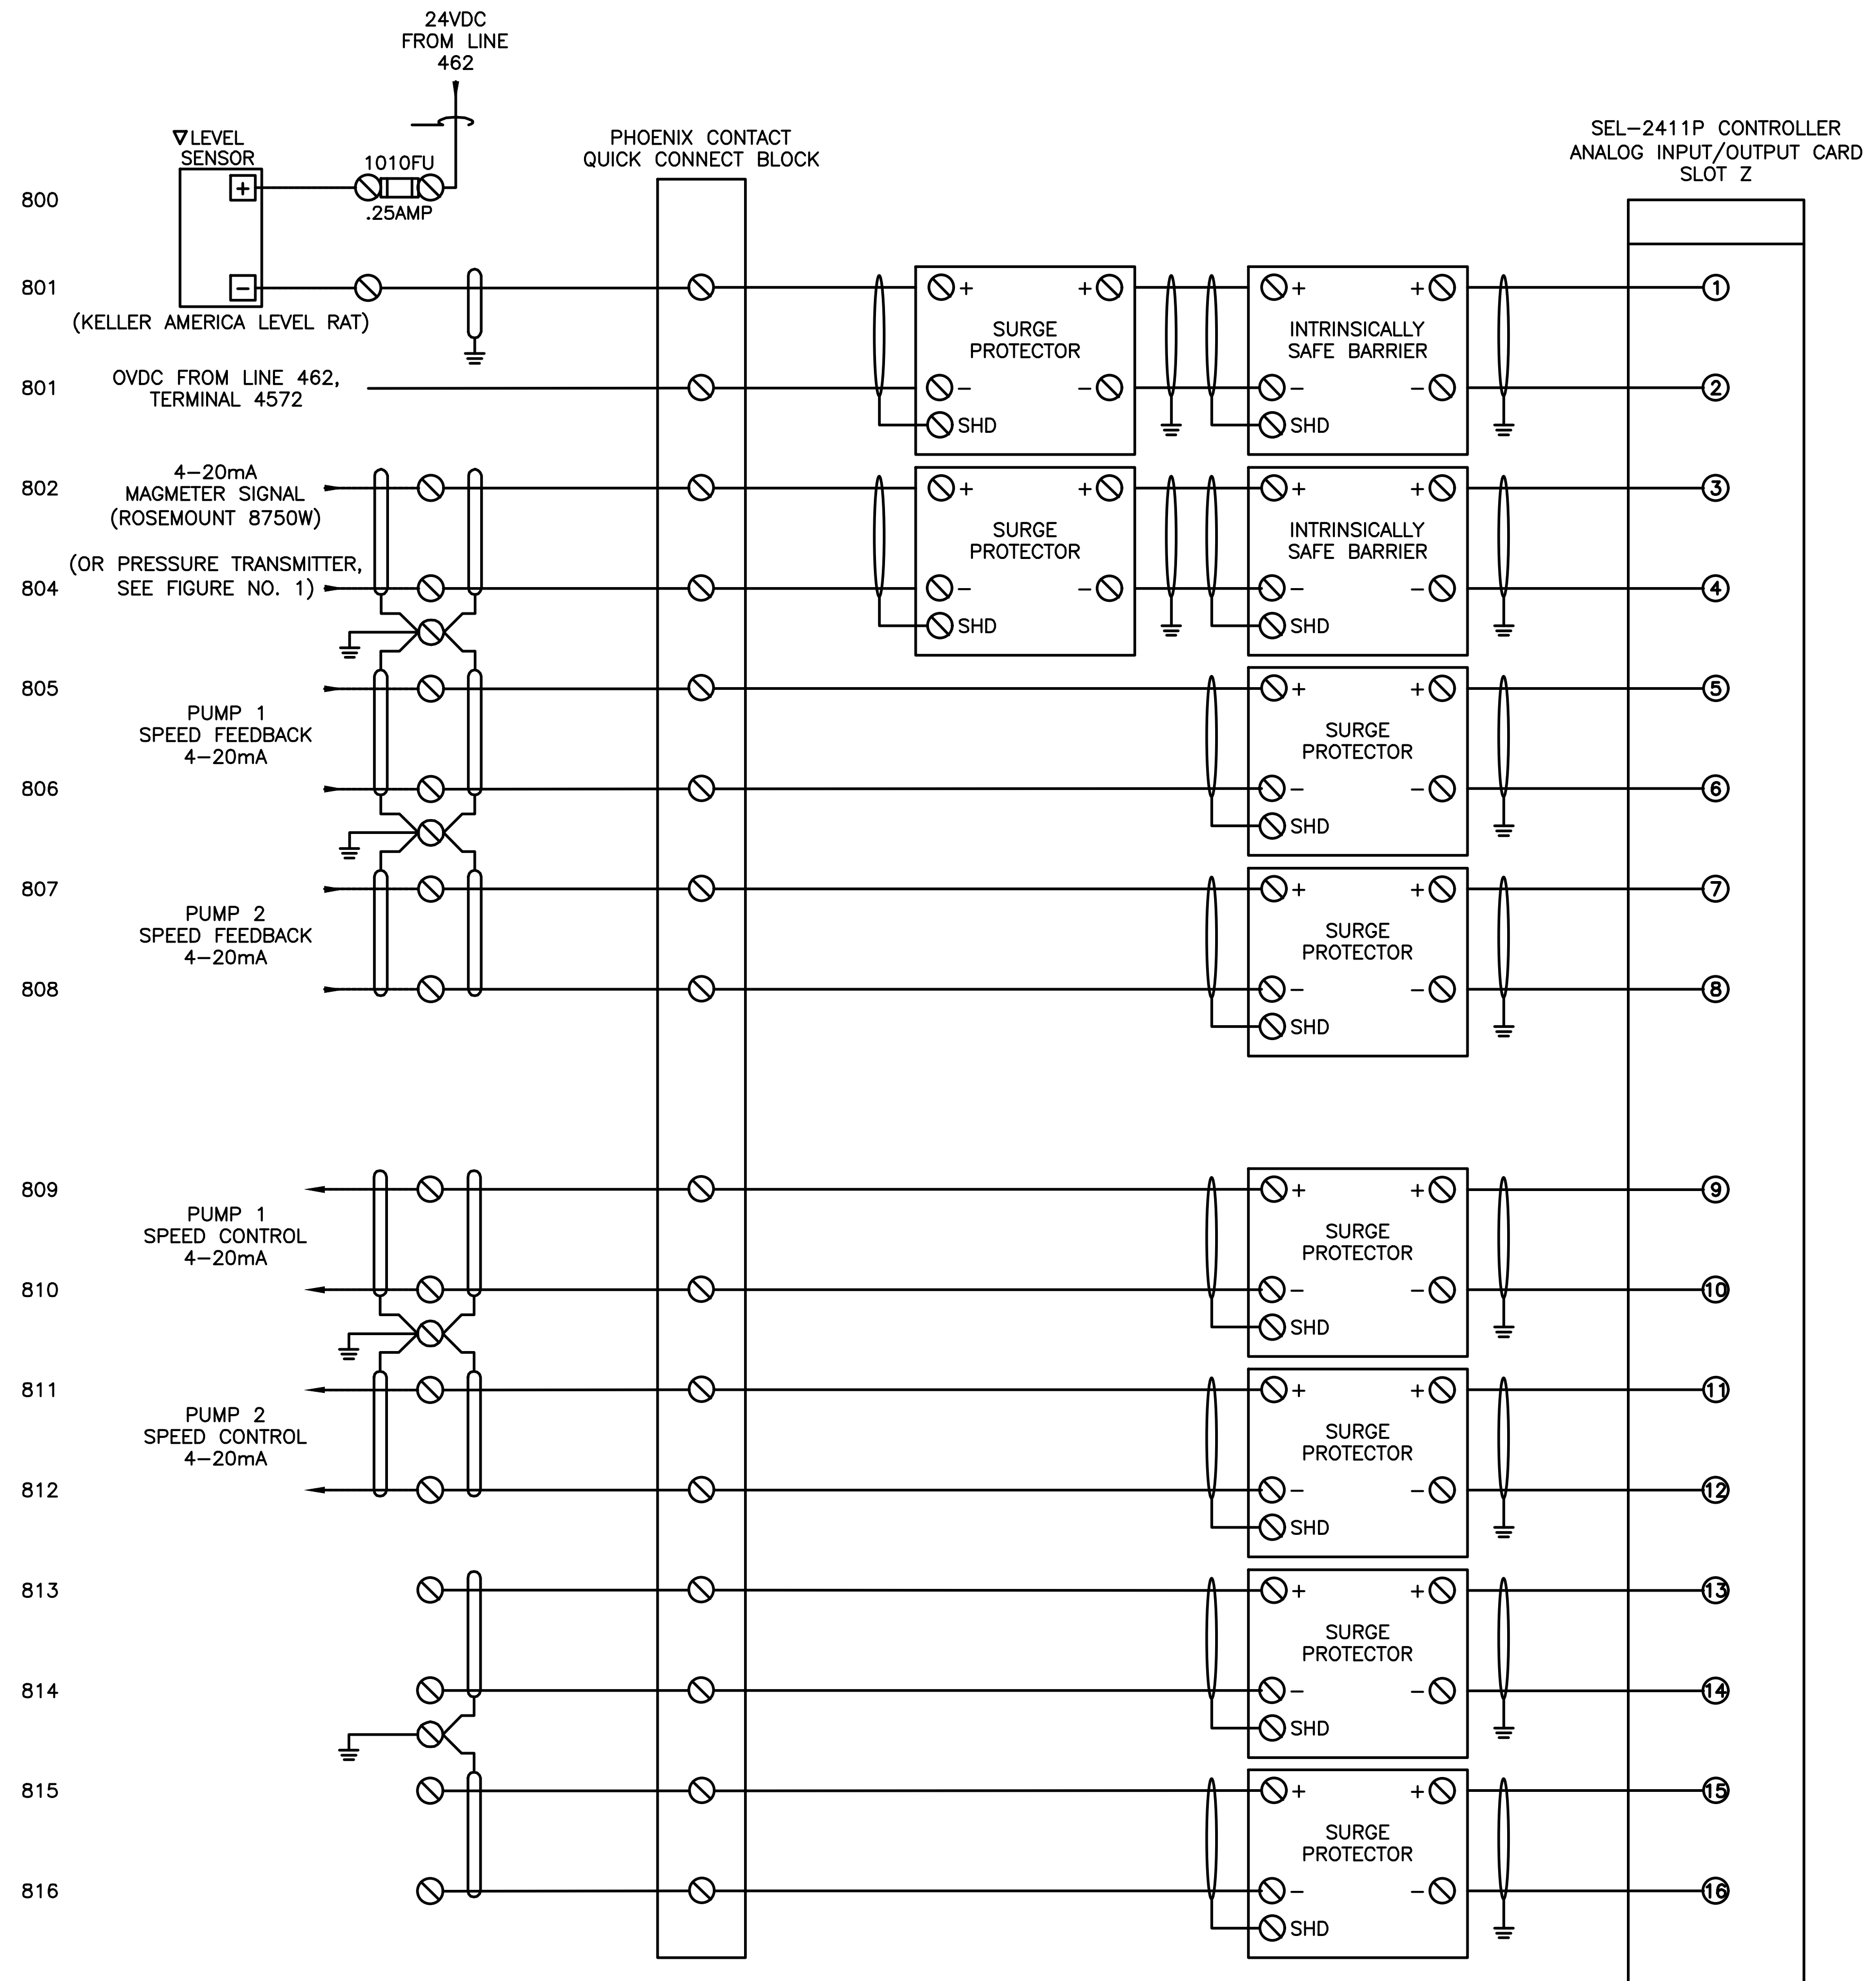 24VDC
FROM LINE
462
LEVEL
SENSOR
1010FU
.25AMP
+
−
(KELLER AMERICA LEVEL RAT)
PHOENIX CONTACT
QUICK CONNECT BLOCK
SEL−2411P CONTROLLER
ANALOG INPUT/OUTPUT CARD
SLOT Z
800
801
+ +
SURGE
PROTECTOR
− −
SHD
+ +
INTRINSICALLY
SAFE BARRIER
− −
SHD
1
801
OVDC FROM LINE 462,
TERMINAL 4572
2
802
4−20mA
MAGMETER SIGNAL
(ROSEMOUNT 8750W)
(OR PRESSURE TRANSMITTER,
SEE FIGURE NO. 1)
+ +
SURGE
PROTECTOR
− −
SHD
+ +
INTRINSICALLY
SAFE BARRIER
− −
SHD
3
804
4
805
PUMP 1
SPEED FEEDBACK
4−20mA
+ +
SURGE
PROTECTOR
− −
SHD
5
806
6
807
PUMP 2
SPEED FEEDBACK
4−20mA
+ +
SURGE
PROTECTOR
− −
SHD
7
808
8
809
PUMP 1
SPEED CONTROL
4−20mA
+ +
SURGE
PROTECTOR
− −
SHD
9
810
10
811
PUMP 2
SPEED CONTROL
4−20mA
+ +
SURGE
PROTECTOR
− −
SHD
11
812
12
813
+ +
SURGE
PROTECTOR
− −
SHD
13
814
14
815
+ +
SURGE
PROTECTOR
− −
SHD
15
816
16